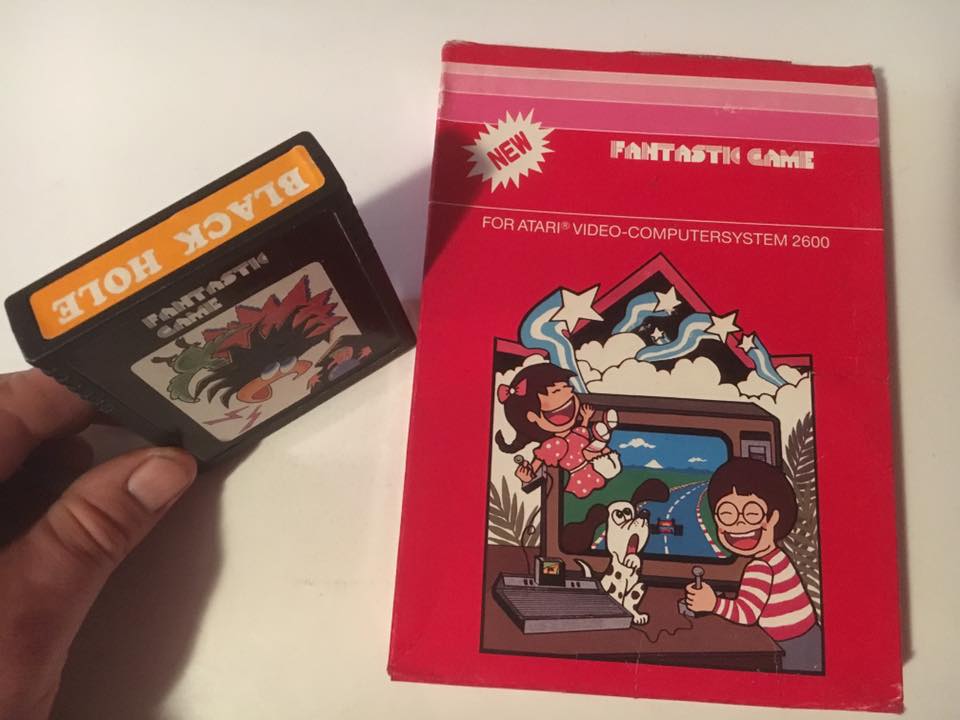 BLACK HOLE
FANTASTIC
GAME
NEW
FANTASTIC GAME
FOR ATARI® VIDEO-COMPUTERSYSTEM 2600